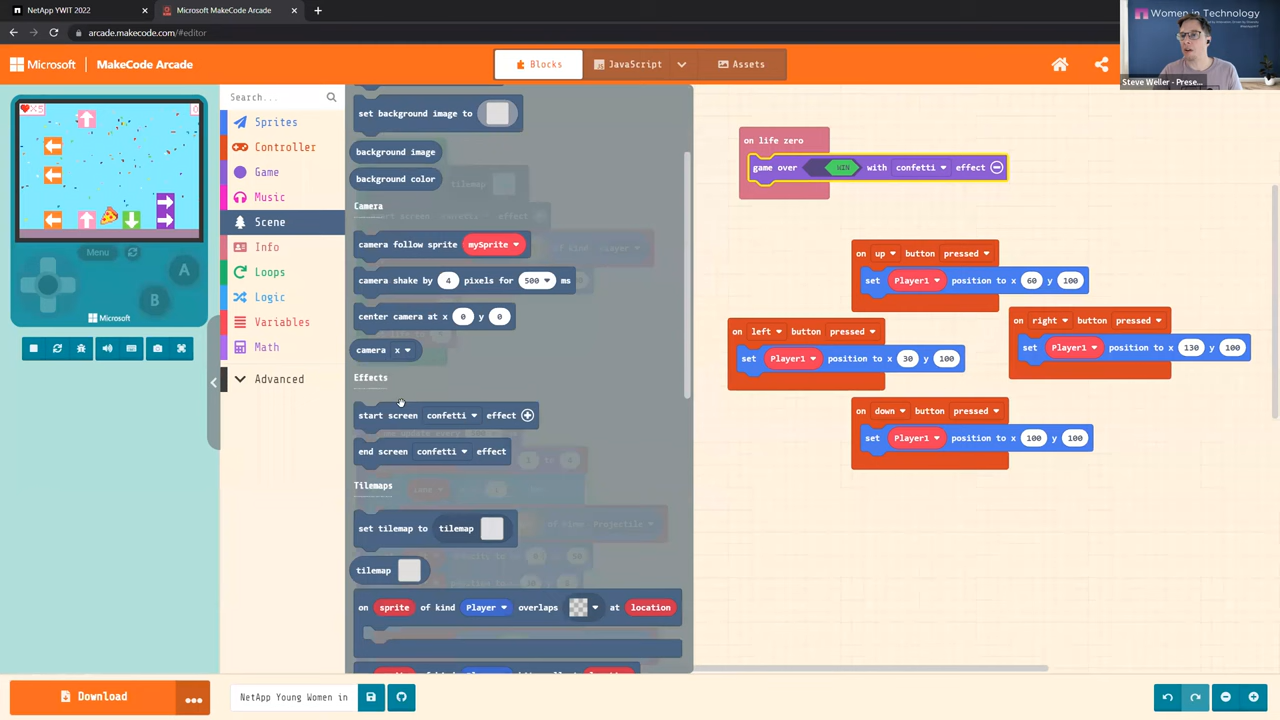 NetApp YWIT 2022
Microsoft MakeCode Arcade
arcade.makecode.com/#editor
Women in Technology
Steve Weller - Prese...
Microsoft
MakeCode Arcade
Blocks
JavaScript
Assets
×5
0
Menu
A
B
Microsoft
Search...
Sprites
Controller
Game
Music
Scene
Info
Loops
Logic
Variables
Math
Advanced
set background image to
background image
background color
Camera
camera follow sprite mySprite
camera shake by 4 pixels for 500 ms
center camera at x 0 y 0
camera x
Effects
start screen confetti effect
end screen confetti effect
Tilemaps
set tilemap to tilemap
tilemap
on sprite of kind Player overlaps at location
on life zero
game over WIN with confetti effect
on up button pressed
set Player1 position to x 60 y 100
on left button pressed
set Player1 position to x 30 y 100
on right button pressed
set Player1 position to x 130 y 100
on down button pressed
set Player1 position to x 100 y 100
Download
NetApp Young Women in